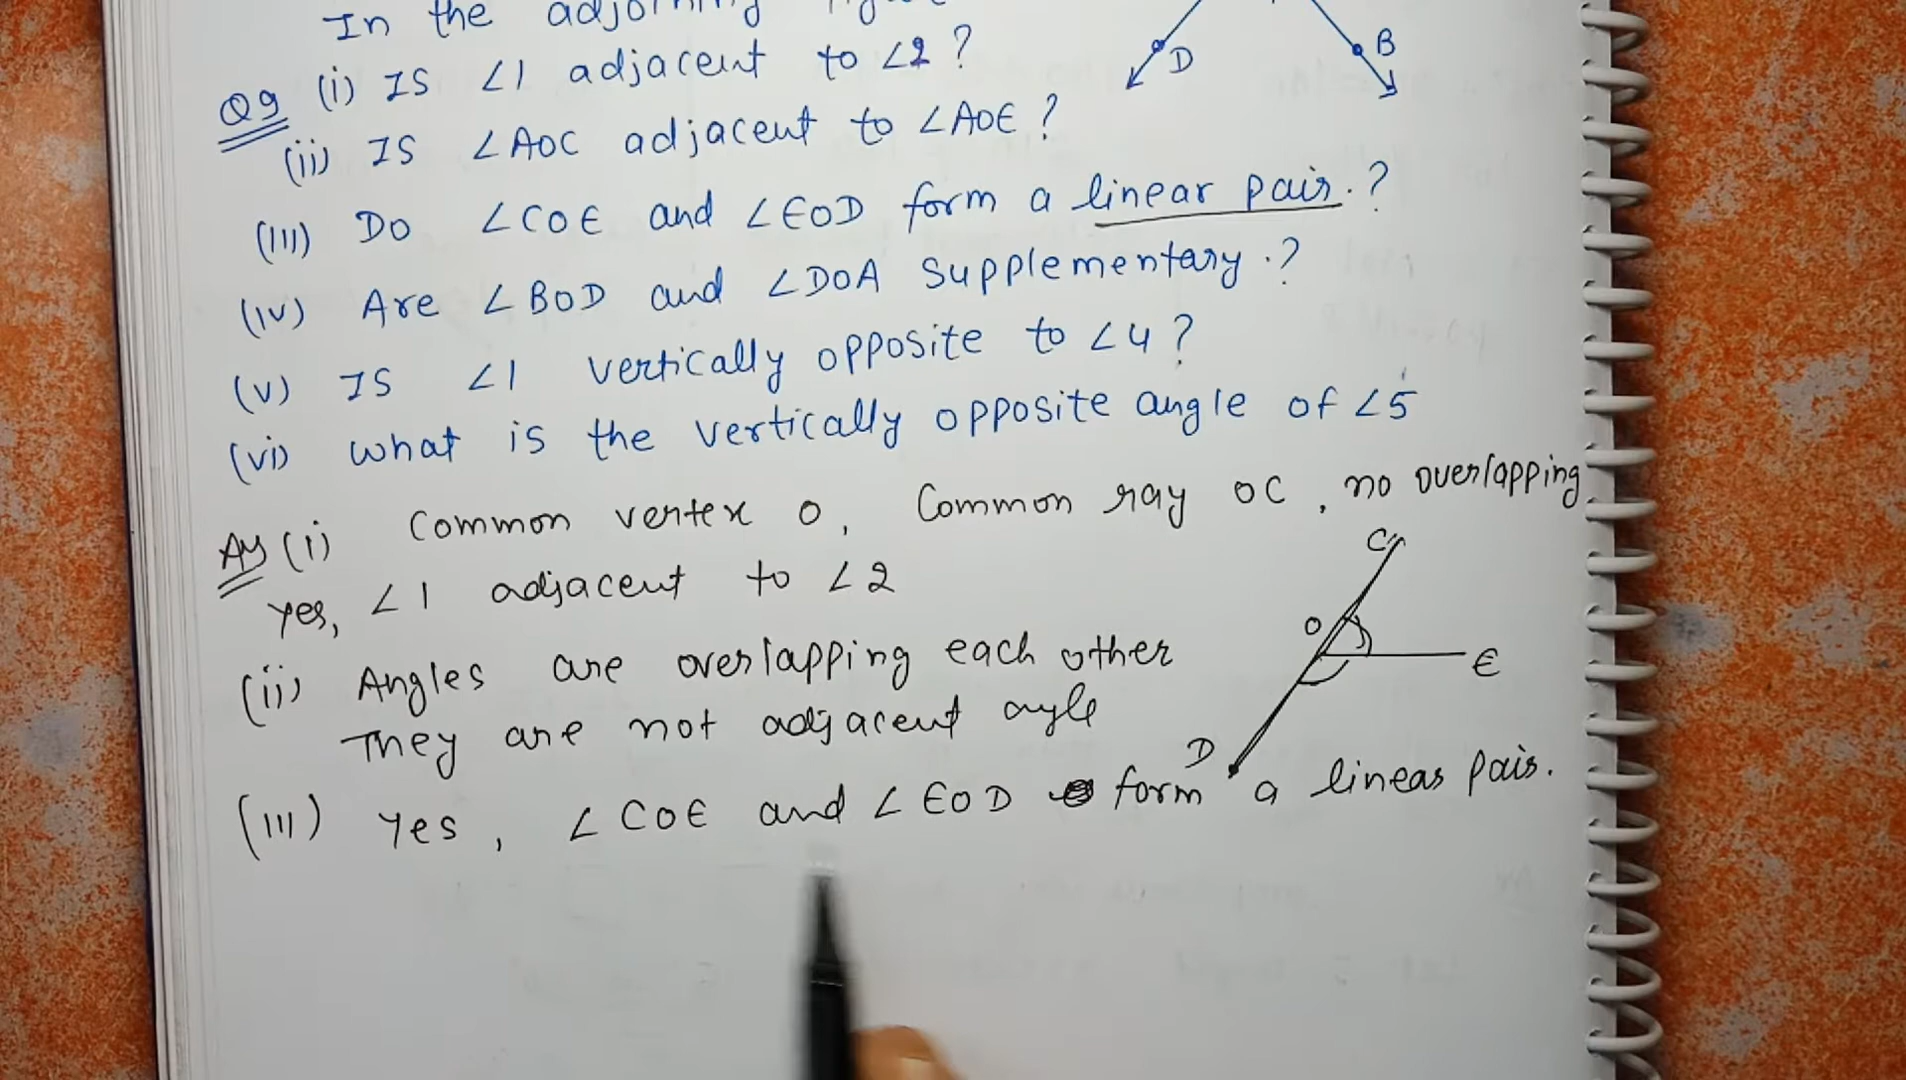 In the adjoining
D
B
Q9 (i) IS ∠1 adjacent to ∠2 ?
(ii) IS ∠AOC adjacent to ∠AOE ?
(III) DO ∠COE and ∠EOD form a linear pair. ?
(IV) Are ∠BOD and ∠DOA supplementary. ?
(V) IS ∠1 vertically opposite to ∠4 ?
(vi) what is the vertically opposite angle of ∠5
(i) Common vertex O, Common ray OC, no overlapping
yes, ∠1 adjacent to ∠2
C
O
E
D
(ii) Angles are overlapping each other
They are not adjacent angle
(III) Yes, ∠COE and ∠EOD form a linear pair.